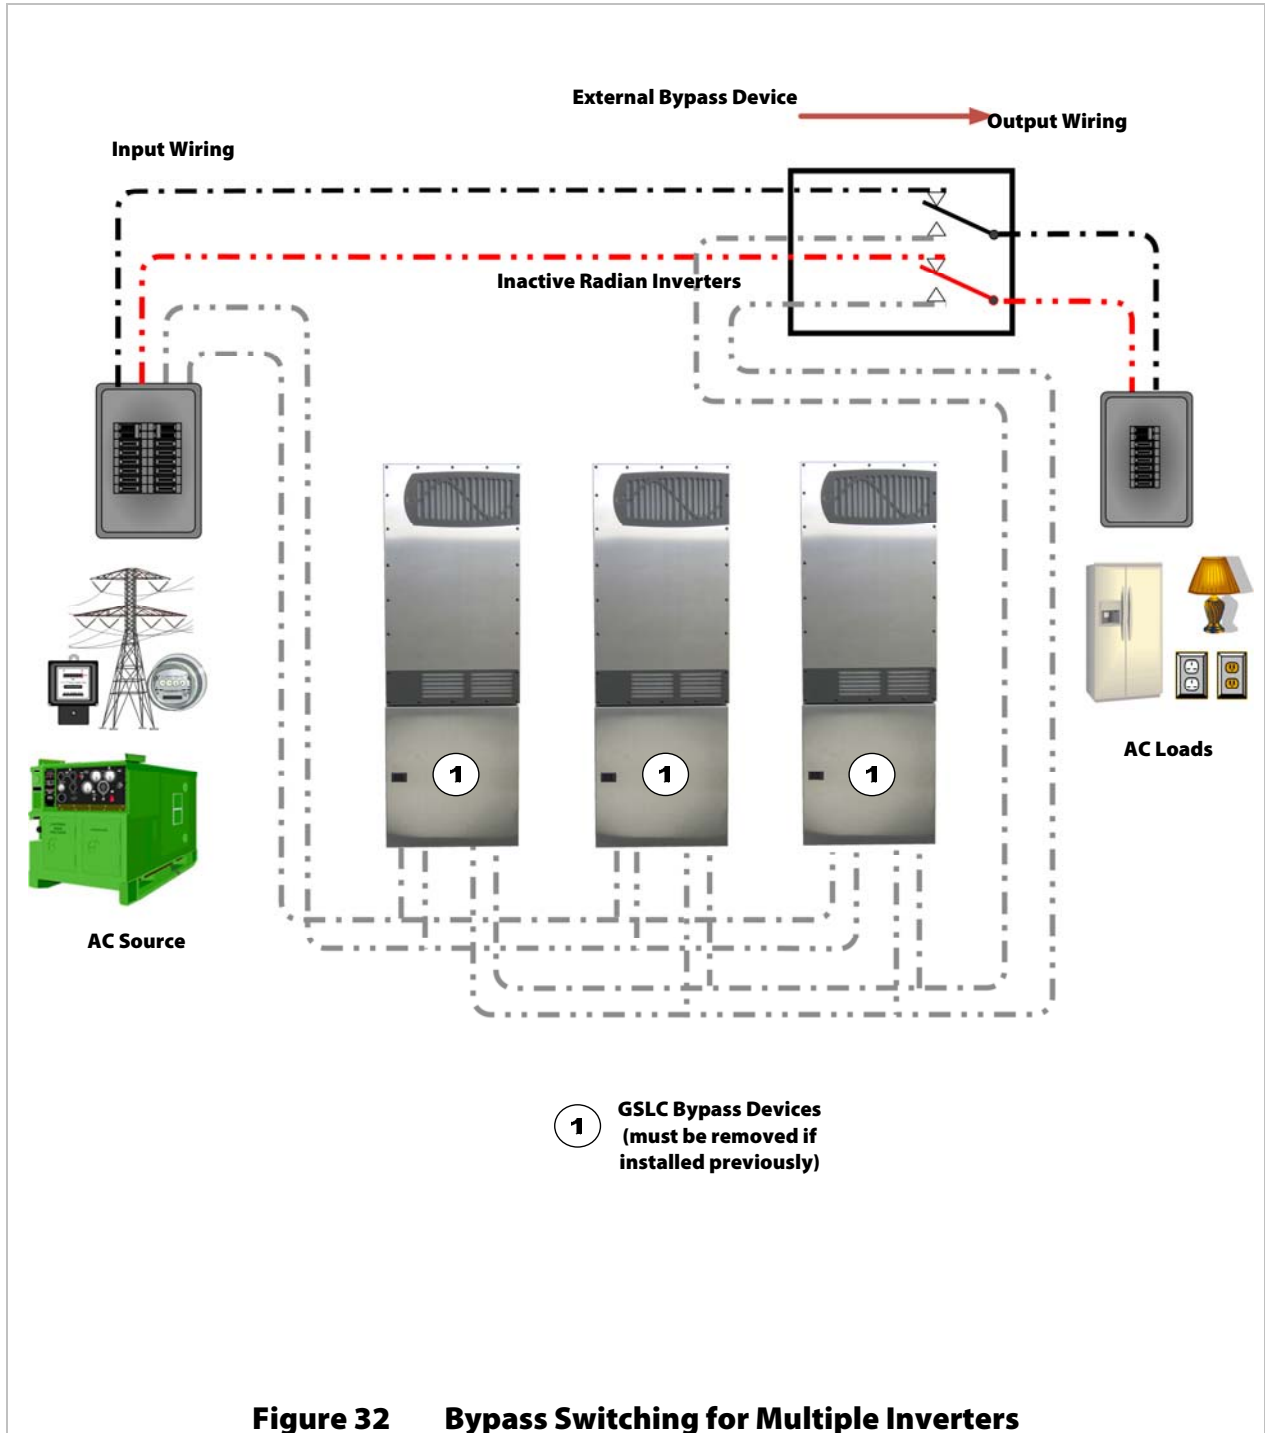 External Bypass Device
Output Wiring
Input Wiring
Inactive Radian Inverters
1
1
1
AC Loads
AC Source
1
GSLC Bypass Devices
(must be removed if
installed previously)
Figure 32 Bypass Switching for Multiple Inverters